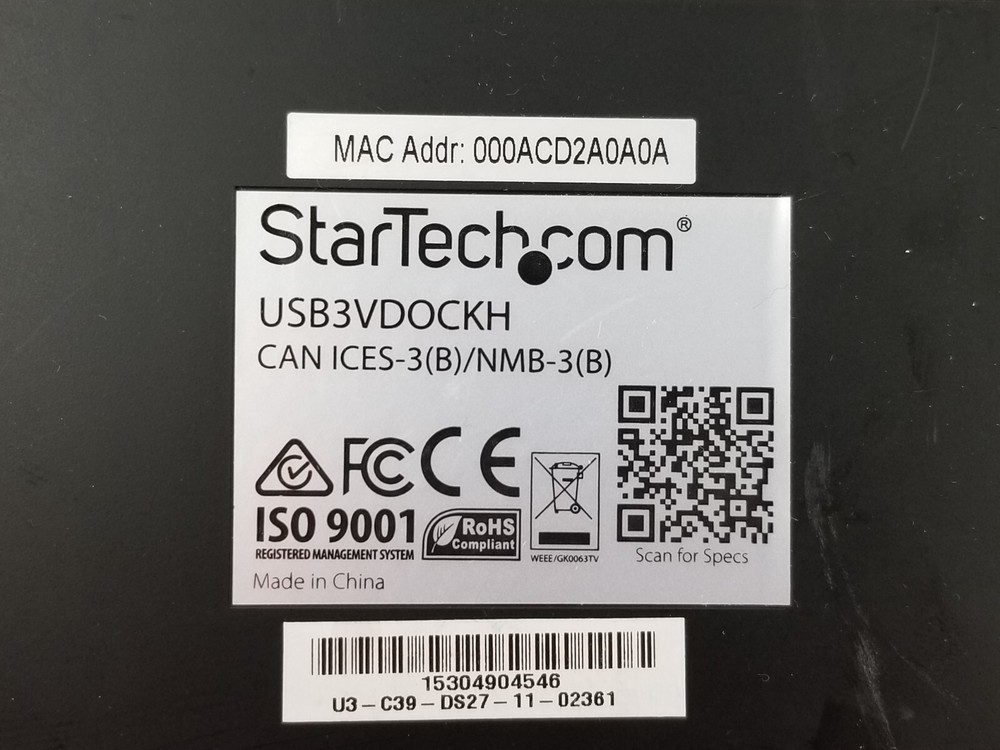 MAC Addr: 000ACD2A0A0A
StarTech.com®
USB3VDOCKH
CAN ICES-3(B)/NMB-3(B)
FC CE
ISO 9001
REGISTERED MANAGEMENT SYSTEM
RoHS
Compliant
WEEE/GK0063TV
Scan for Specs
Made in China
15304904546
U3-C39-DS27-11-02361